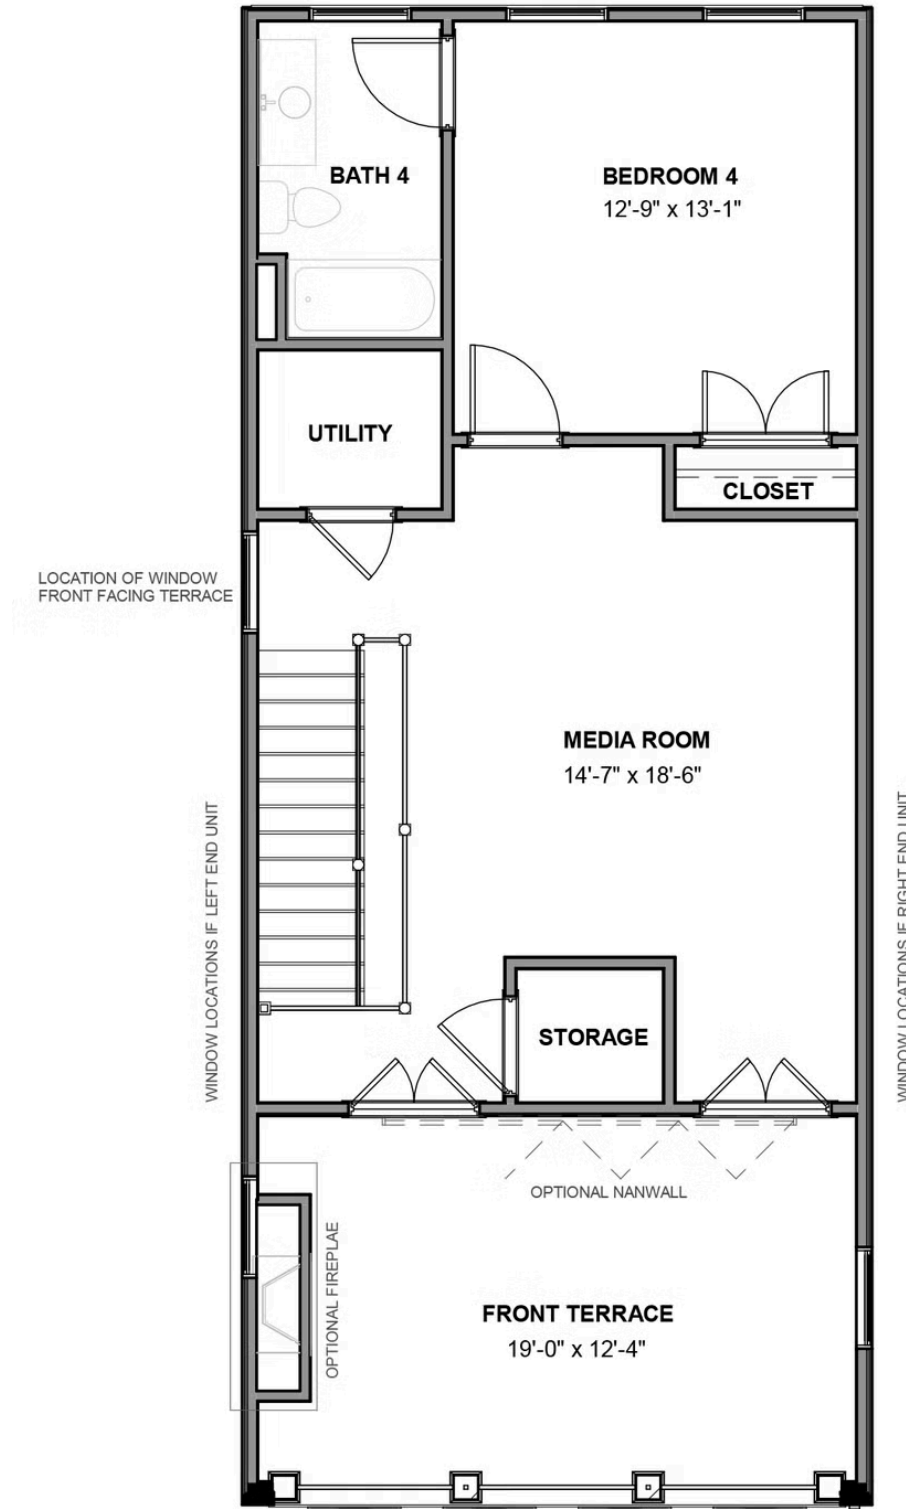 BATH 4
BEDROOM 4
12'-9" x 13'-1"
UTILITY
CLOSET
LOCATION OF WINDOW
FRONT FACING TERRACE
MEDIA ROOM
14'-7" x 18'-6"
WINDOW LOCATIONS IF LEFT END UNIT
WINDOW LOCATIONS IF RIGHT END UNIT
STORAGE
OPTIONAL NANWALL
OPTIONAL FIREPLAE
FRONT TERRACE
19'-0" x 12'-4"